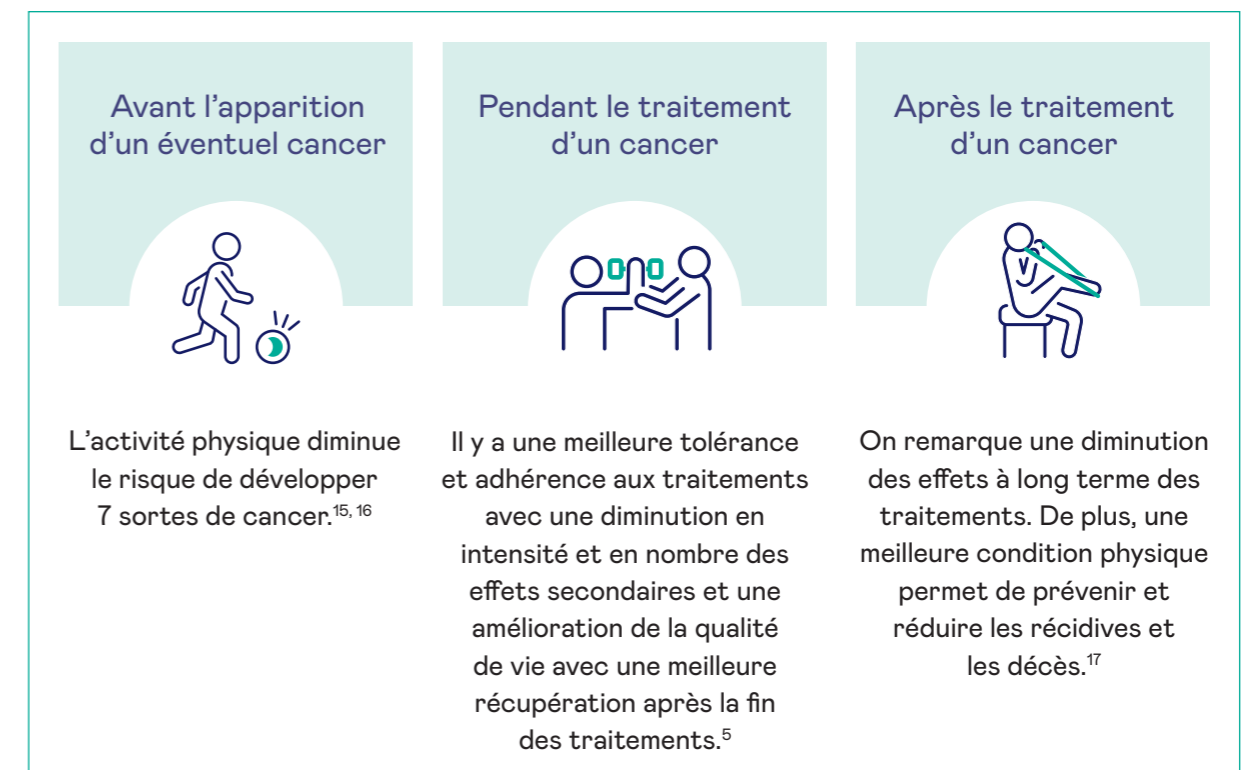 Avant l’apparition
d’un éventuel cancer
L’activité physique diminue
le risque de développer
7 sortes de cancer.15, 16
Pendant le traitement
d’un cancer
Il y a une meilleure tolérance
et adhérence aux traitements
avec une diminution en
intensité et en nombre des
effets secondaires et une
amélioration de la qualité
de vie avec une meilleure
récupération après la fin
des traitements.5
Après le traitement
d’un cancer
On remarque une diminution
des effets à long terme des
traitements. De plus, une
meilleure condition physique
permet de prévenir et
réduire les récidives et
les décès.17